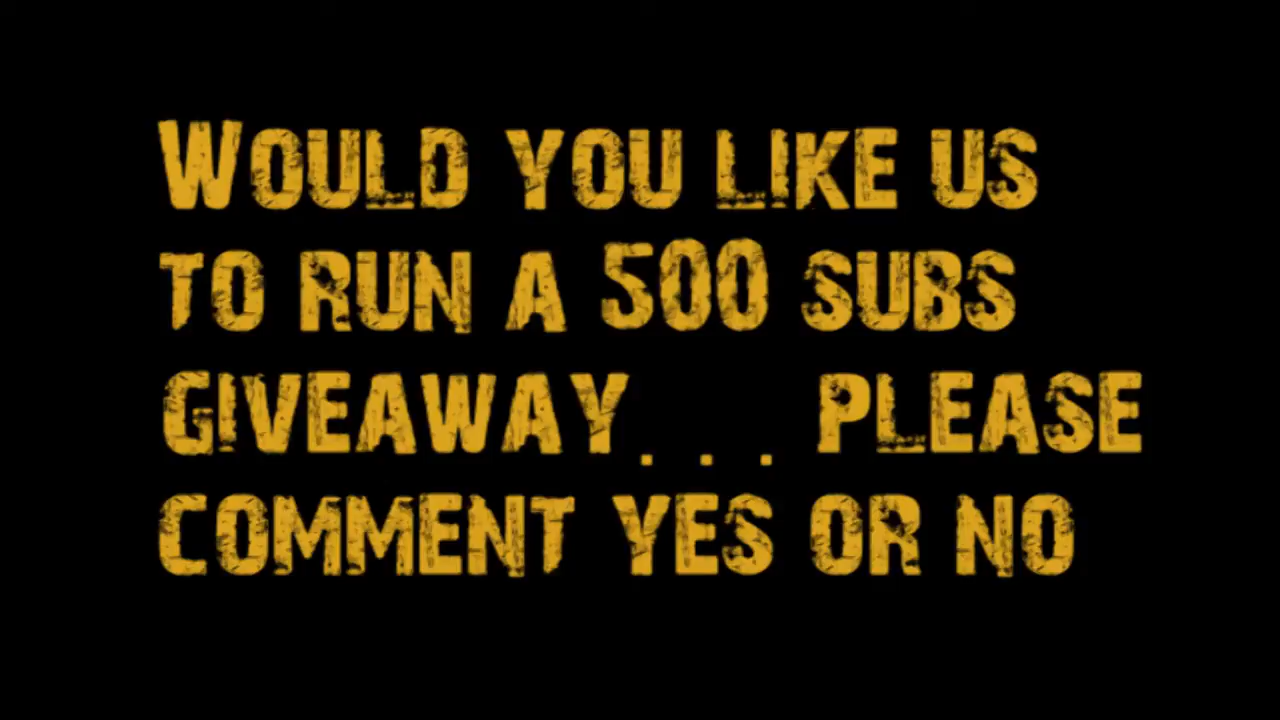 Would you like us
to run a 500 subs
giveaway... Please
comment yes or no